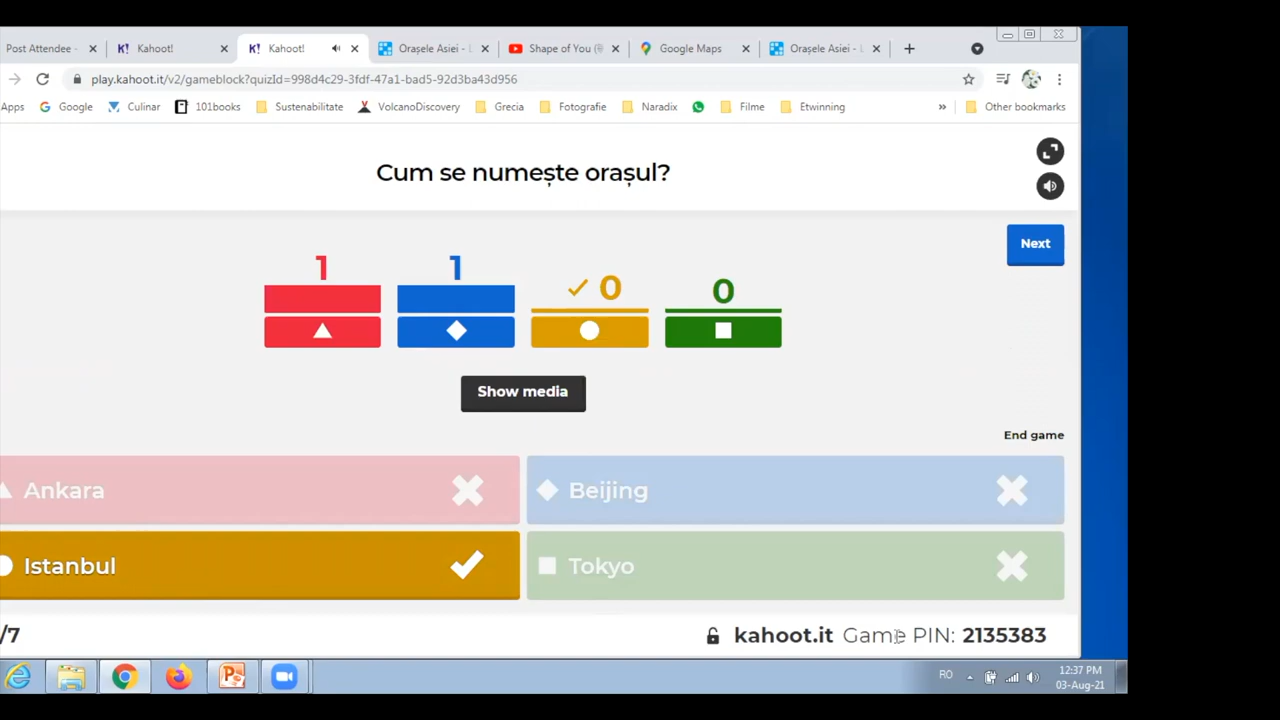 Post Attendee -
Kahoot!
Kahoot!
Orașele Asiei - L
Shape of You (
Google Maps
Orașele Asiei - L
play.kahoot.it/v2/gameblock?quizId=998d4c29-3fdf-47a1-bad5-92d3ba43d956
Apps
Google
Culinar
101books
Sustenabilitate
VolcanoDiscovery
Grecia
Fotografie
Naradix
Filme
Etwinning
»
Other bookmarks
Cum se numește orașul?
Next
1
1
0
0
Show media
End game
Ankara
Beijing
Istanbul
Tokyo
/7
kahoot.it Game PIN: 2135383
RO
12:37 PM
03-Aug-21